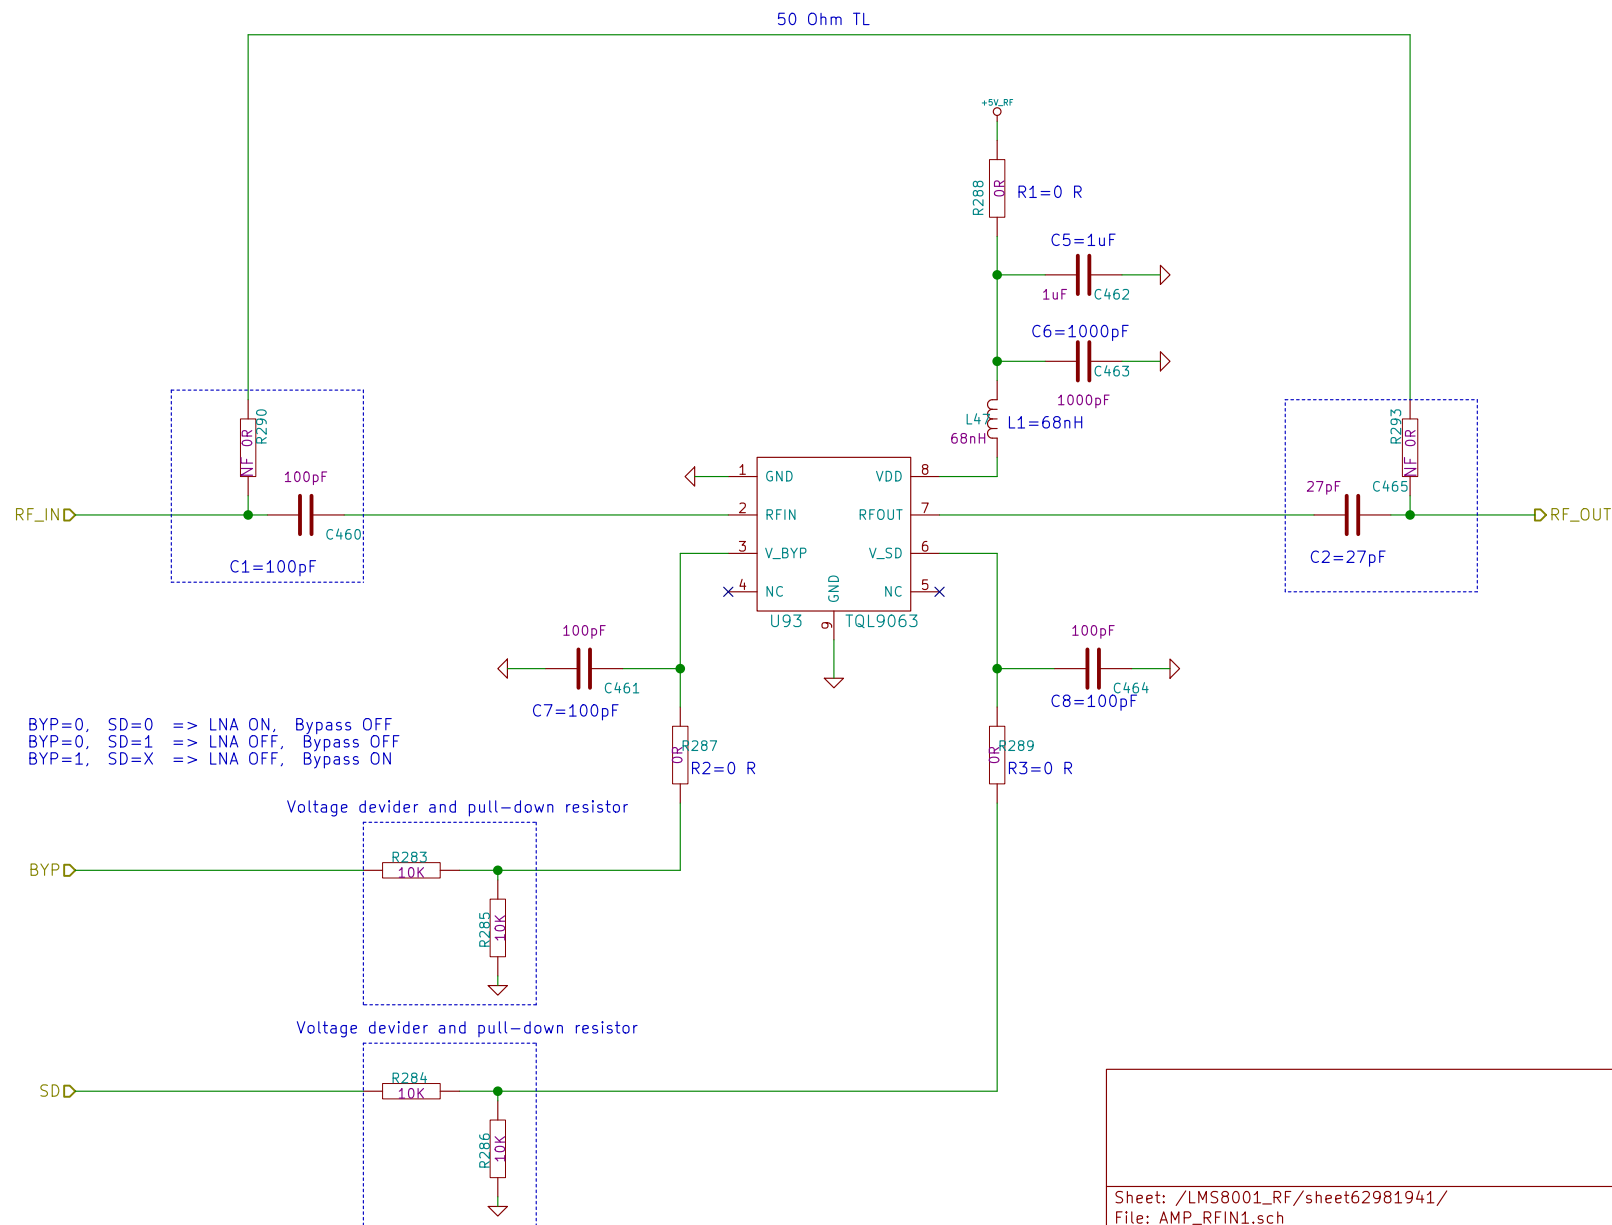 50 Ohm TL
+5V_RF
R288
0R
R1=0 R
C5=1uF
1uF
C462
C6=1000pF
C463
1000pF
L47
68nH
L1=68nH
R290
NF 0R
100pF
C460
C1=100pF
RF_IN
R293
NF 0R
27pF
C465
C2=27pF
RF_OUT
1 GND VDD 8
2 RFIN RFOUT 7
3 V_BYP V_SD 6
4 NC GND NC 5
9
U93 TQL9063
100pF
C461
C7=100pF
100pF
C464
C8=100pF
BYP=0, SD=0 => LNA ON, Bypass OFF
BYP=0, SD=1 => LNA OFF, Bypass OFF
BYP=1, SD=X => LNA OFF, Bypass ON
R287
0R
R2=0 R
R289
0R
R3=0 R
Voltage devider and pull-down resistor
BYP
R283
10K
R285
10K
Voltage devider and pull-down resistor
SD
R284
10K
R286
10K
Sheet: /LMS8001_RF/sheet62981941/
File: AMP_RFIN1.sch